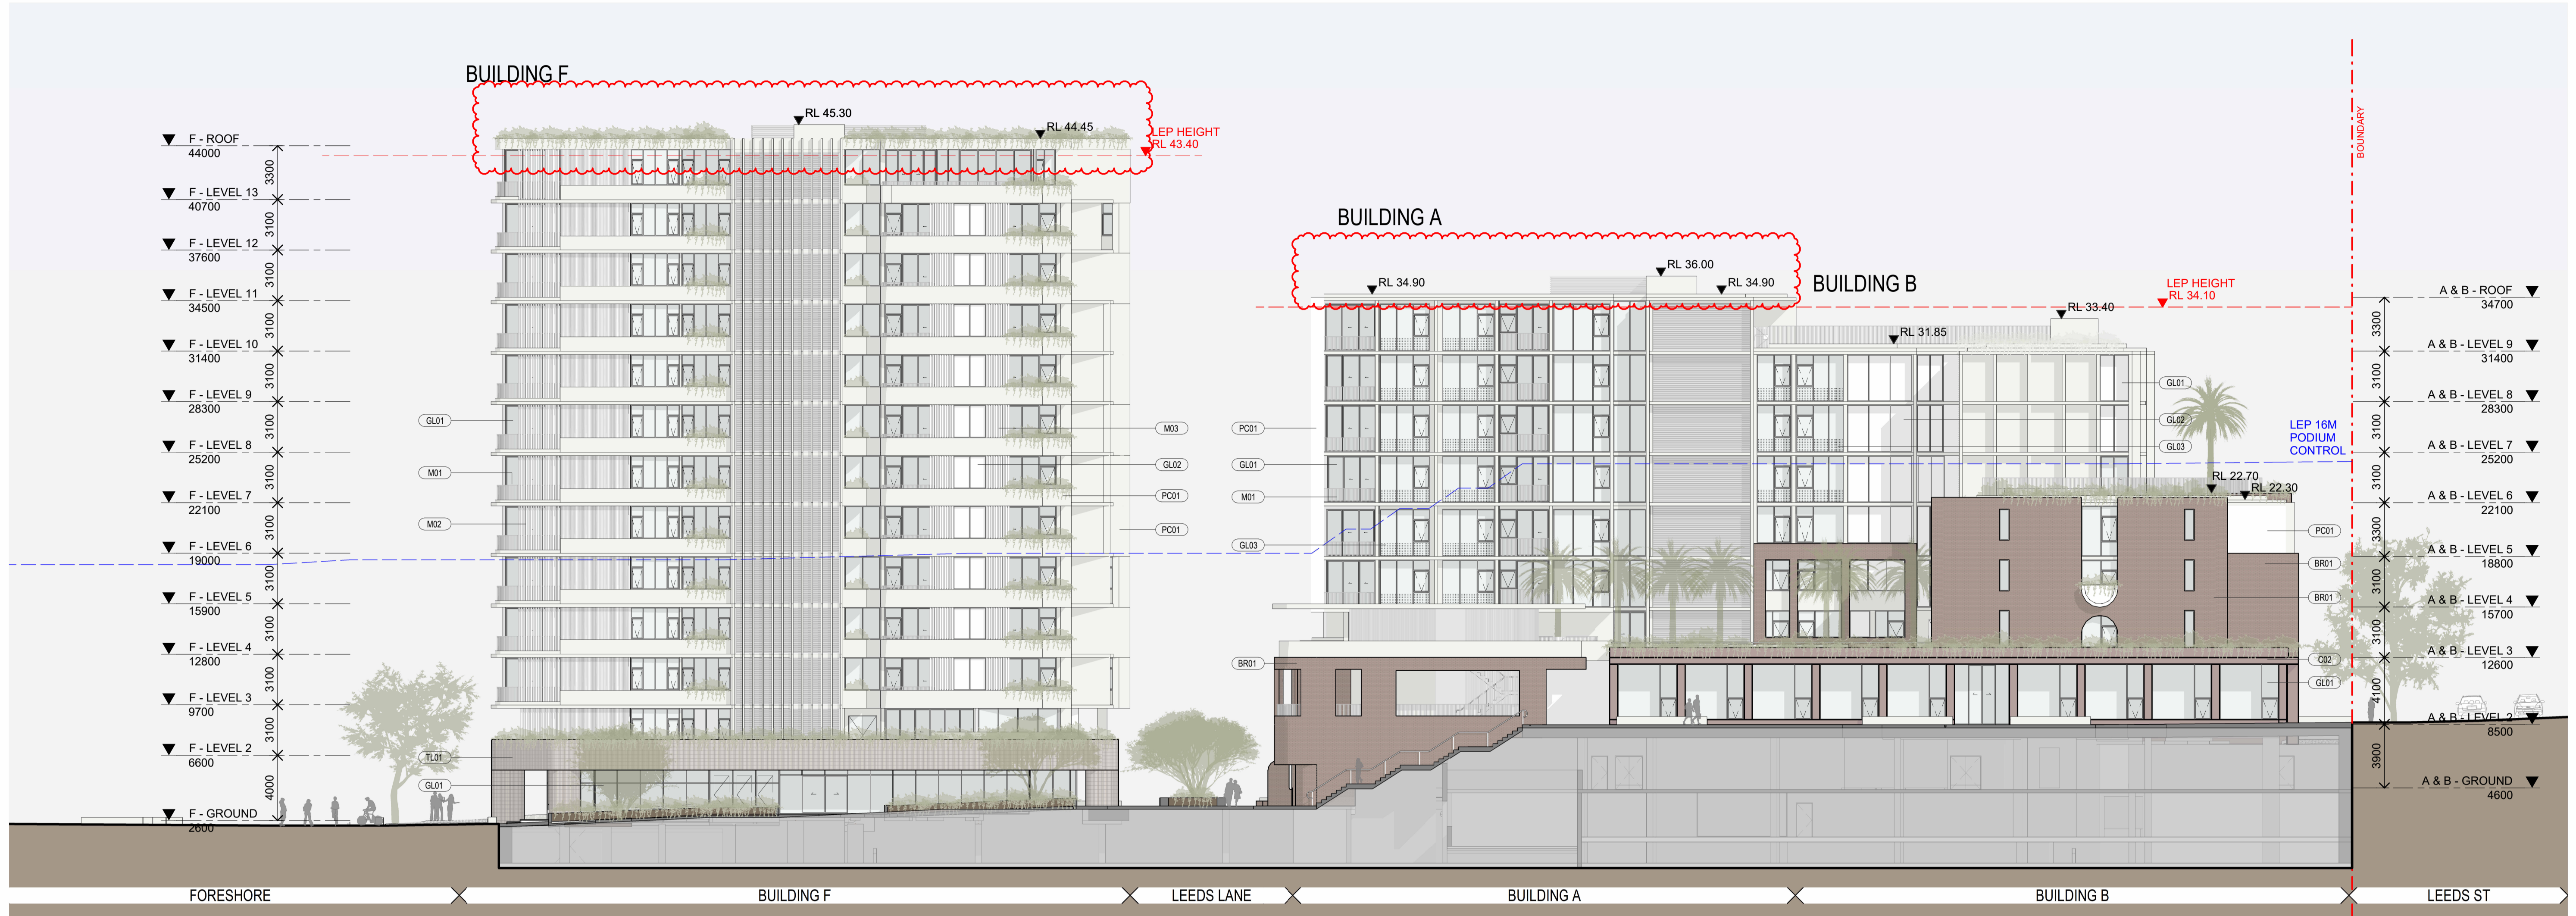 BUILDING F
RL 45.30
RL 44.45
LEP HEIGHT
RL 43.40
F - ROOF
44000
3300
F - LEVEL 13
40700
3100
F - LEVEL 12
37600
3100
F - LEVEL 11
34500
3100
F - LEVEL 10
31400
3100
F - LEVEL 9
28300
3100
F - LEVEL 8
25200
3100
F - LEVEL 7
22100
3100
F - LEVEL 6
19000
3100
F - LEVEL 5
15900
3100
F - LEVEL 4
12800
3100
F - LEVEL 3
9700
3100
F - LEVEL 2
6600
4000
F - GROUND
2600
GL01
M01
M02
TL01
GL01
M03
GL02
PC01
PC01
BUILDING A
RL 34.90
RL 36.00
RL 34.90
PC01
GL01
M01
GL03
BR01
BUILDING B
LEP HEIGHT
RL 34.10
RL 33.40
RL 31.85
GL01
GL02
GL03
LEP 16M
PODIUM
CONTROL
RL 22.70
RL 22.30
PC01
BR01
BR01
C02
GL01
BOUNDARY
A & B - ROOF
34700
3300
A & B - LEVEL 9
31400
3100
A & B - LEVEL 8
28300
3100
A & B - LEVEL 7
25200
3100
A & B - LEVEL 6
22100
3300
A & B - LEVEL 5
18800
3100
A & B - LEVEL 4
15700
3100
A & B - LEVEL 3
12600
4100
A & B - LEVEL 2
8500
3900
A & B - GROUND
4600
FORESHORE
BUILDING F
LEEDS LANE
BUILDING A
BUILDING B
LEEDS ST